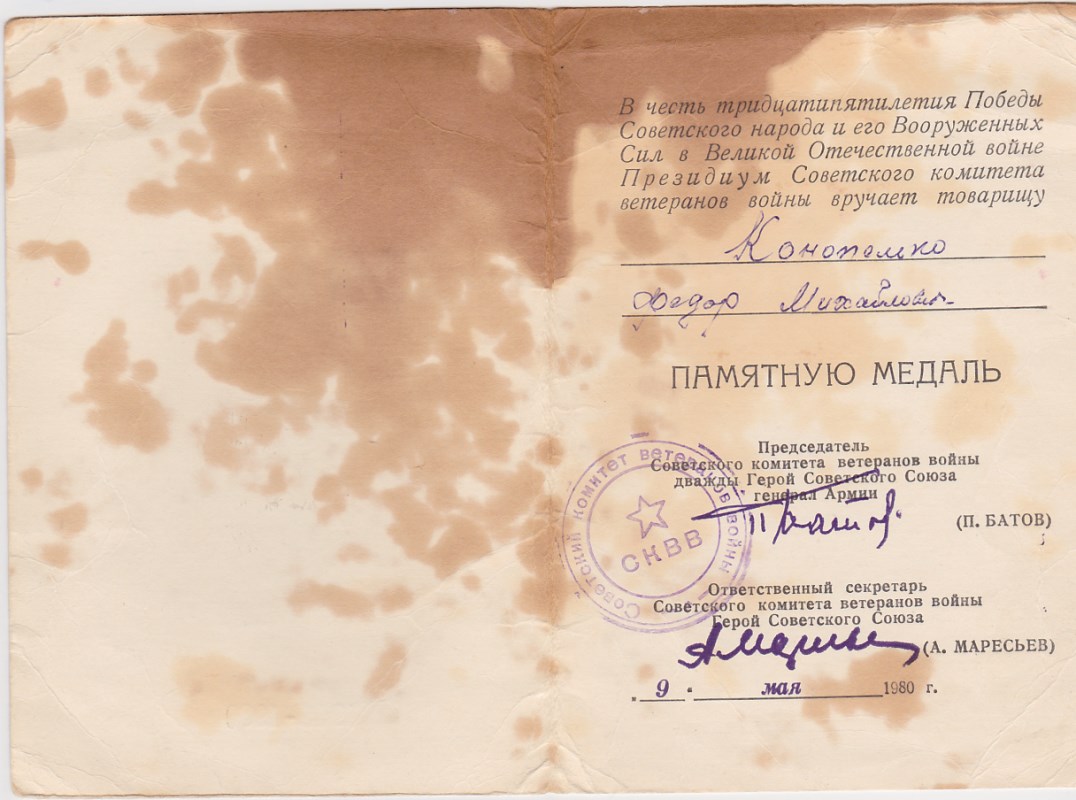 В честь тридцатипятилетия Победы
Советского народа и его Вооруженных
Сил в Великой Отечественной войне
Президиум Советского комитета
ветеранов войны вручает товарищу
Федор Михайлович
ПАМЯТНУЮ МЕДАЛЬ
Председатель
Советского комитета ветеранов войны
дважды Герой Советского Союза
генерал Армии
(П. БАТОВ)
Советский комитет ветеранов войны
СКВВ
Ответственный секретарь
Советского комитета ветеранов войны
Герой Советского Союза
(А. МАРЕСЬЕВ)
"9" мая 1980 г.